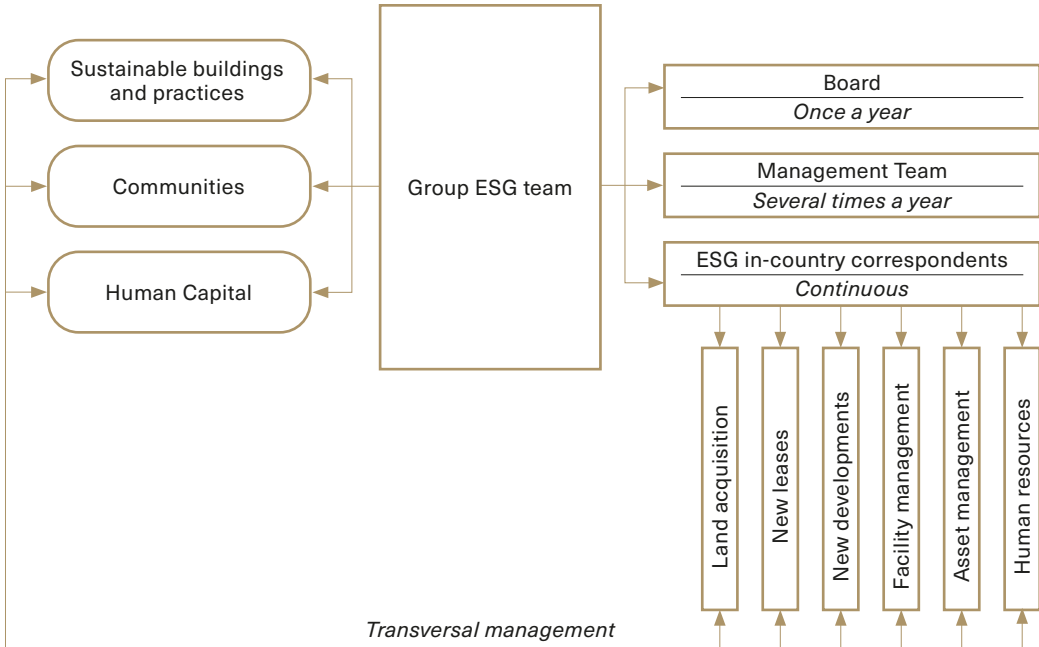 Sustainable buildings
and practices
Communities
Human Capital
Group ESG team
Board
Once a year
Management Team
Several times a year
ESG in-country correspondents
Continuous
Land acquisition
New leases
New developments
Facility management
Asset management
Human resources
Transversal management